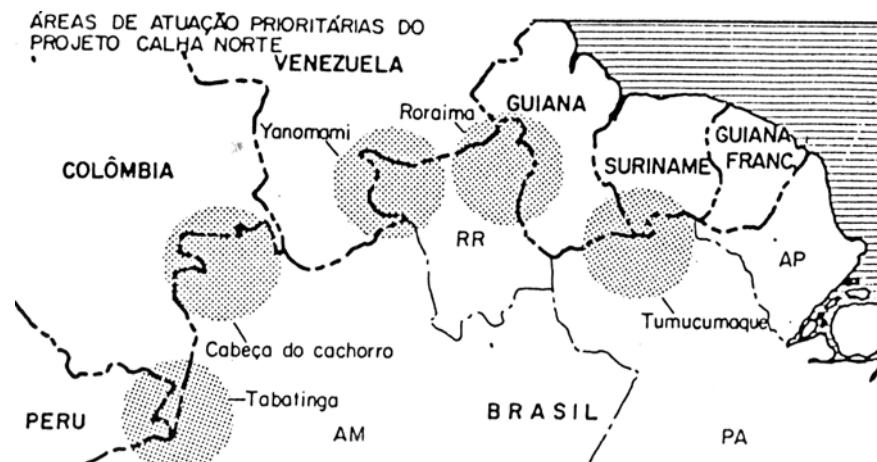 ÁREAS DE ATUAÇÃO PRIORITÁRIAS DO
PROJETO CALHA NORTE
VENEZUELA
Yanomami
Roraima
GUIANA
COLÔMBIA
SURINAME
GUIANA
FRANC.
RR
AP
Tumucumaque
Cabeça do cachorro
Tabatinga
PERU
AM
BRASIL
PA